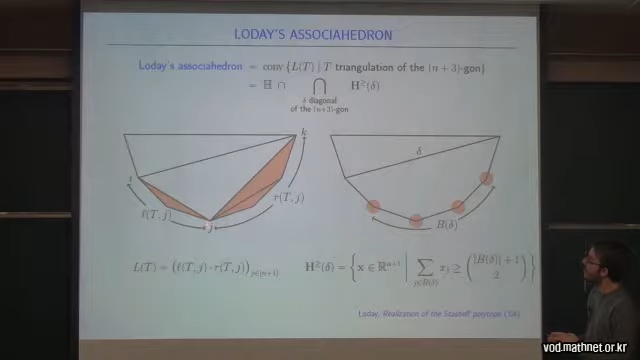 LODAY'S ASSOCIAHEDRON
Loday's associahedron = conv {L(T) | T triangulation of the (n+3)-gon}
= ℍ ∩ ⋂ H≥(δ)
δ diagonal
of the (n+3)-gon
k
i
j
ℓ(T, j)
r(T, j)
δ
B(δ)
L(T) = (ℓ(T, j) · r(T, j))j∈[n+1]
H≥(δ) = { x ∈ ℝⁿ⁺¹ | ∑ j∈B(δ) xj ≥ ( |B(δ)| + 1 2 ) }
Loday, Realization of the Stasheff polytope ('04)
vod.mathnet.or.kr